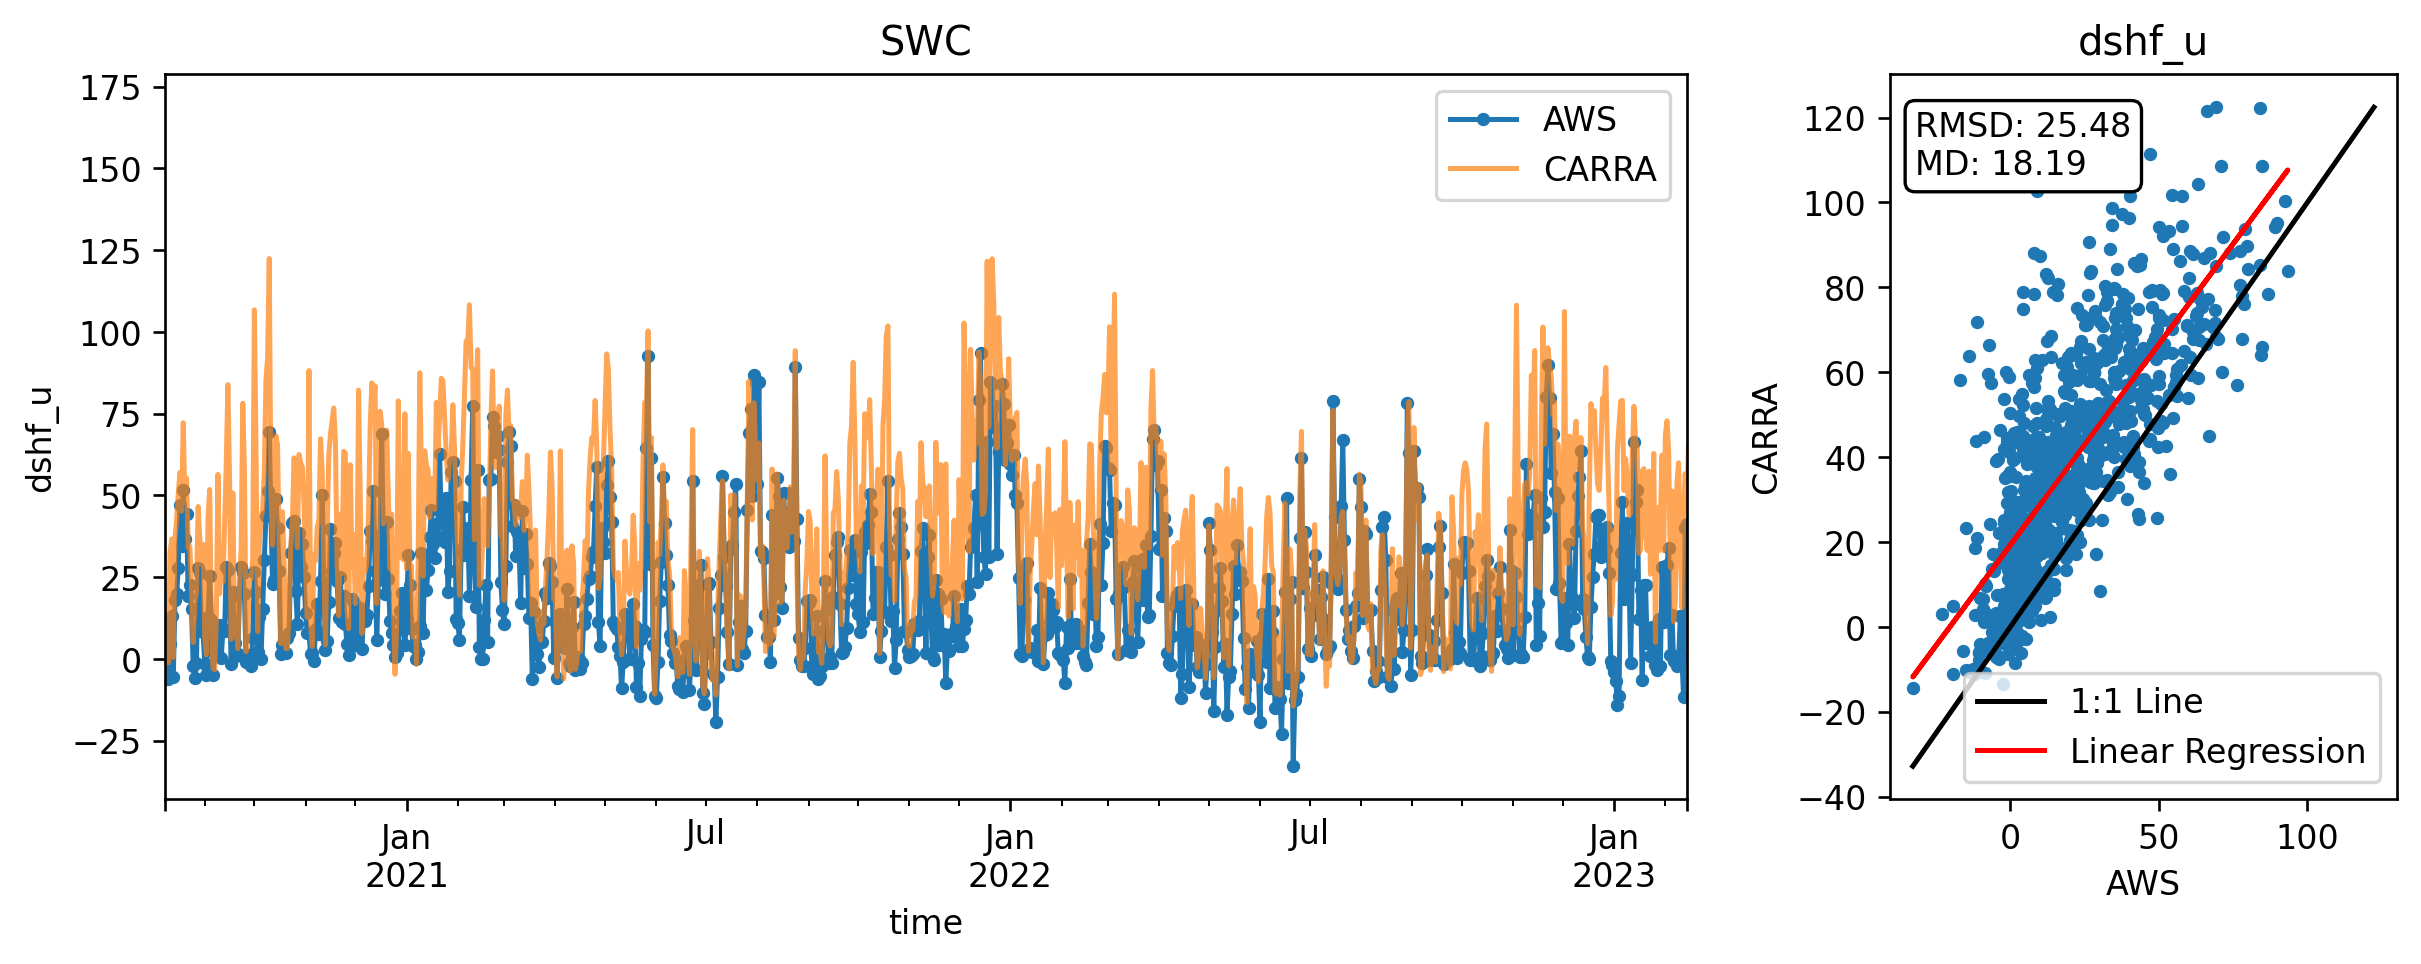 SWC
dshf_u
175
150
125
100
75
50
25
0
−25
AWS
CARRA
Jan
2021
Jul
Jan
2022
Jul
Jan
2023
time
dshf_u
CARRA
120
100
80
60
40
20
0
−20
−40
RMSD: 25.48
MD: 18.19
1:1 Line
Linear Regression
0 50 100
AWS